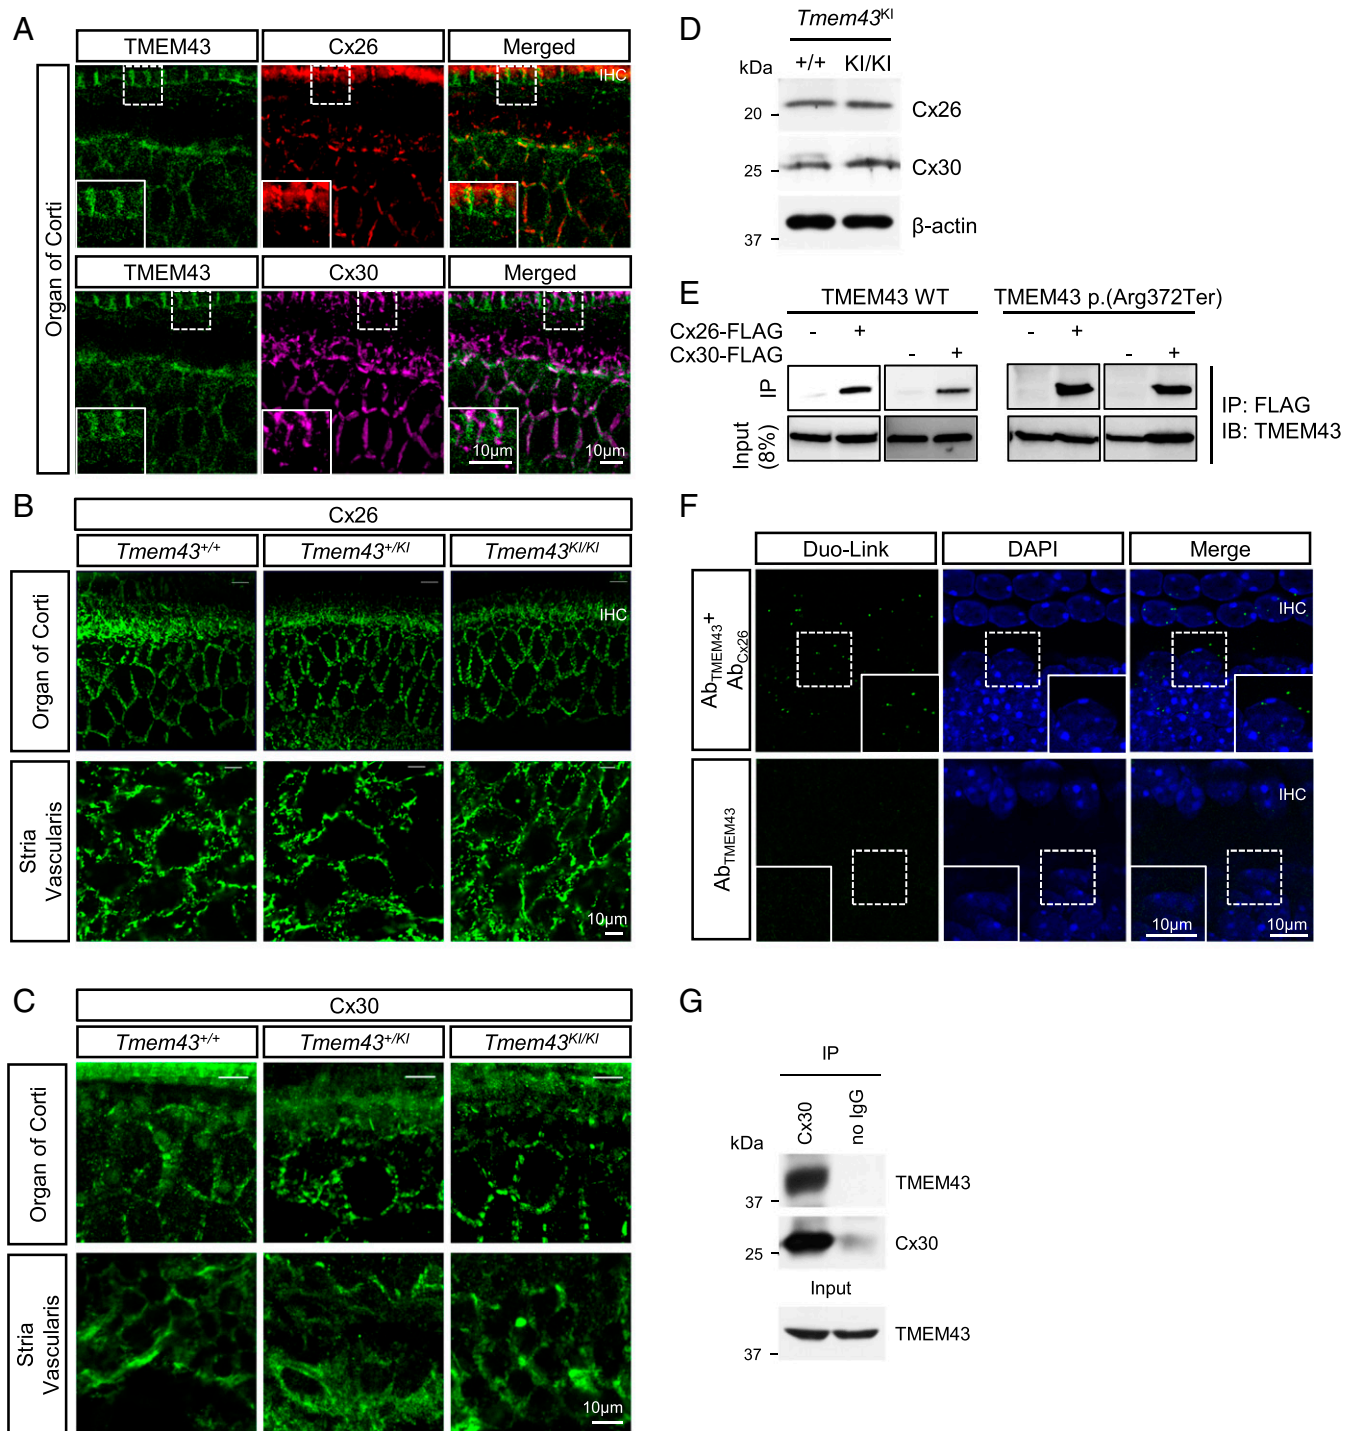 A
TMEM43 Cx26 Merged
Organ of Corti
IHC
TMEM43 Cx30 Merged
10µm 10µm
B
Cx26
Tmem43+/+ Tmem43+/KI Tmem43KI/KI
Organ of Corti
IHC
Stria
Vascularis
10µm
C
Cx30
Tmem43+/+ Tmem43+/KI Tmem43KI/KI
Organ of Corti
Stria
Vascularis
10µm
D
Tmem43KI
kDa +/+ KI/KI
20 Cx26
25 Cx30
37 β-actin
E
TMEM43 WT TMEM43 p.(Arg372Ter)
Cx26-FLAG - + - +
Cx30-FLAG - + - +
IP
Input
(8%)
IP: FLAG
IB: TMEM43
F
Duo-Link DAPI Merge
AbTMEM43+
AbCx26
IHC
AbTMEM43
IHC
10µm 10µm
G
IP
Cx30 no IgG
kDa
37 TMEM43
25 Cx30
Input
37 TMEM43